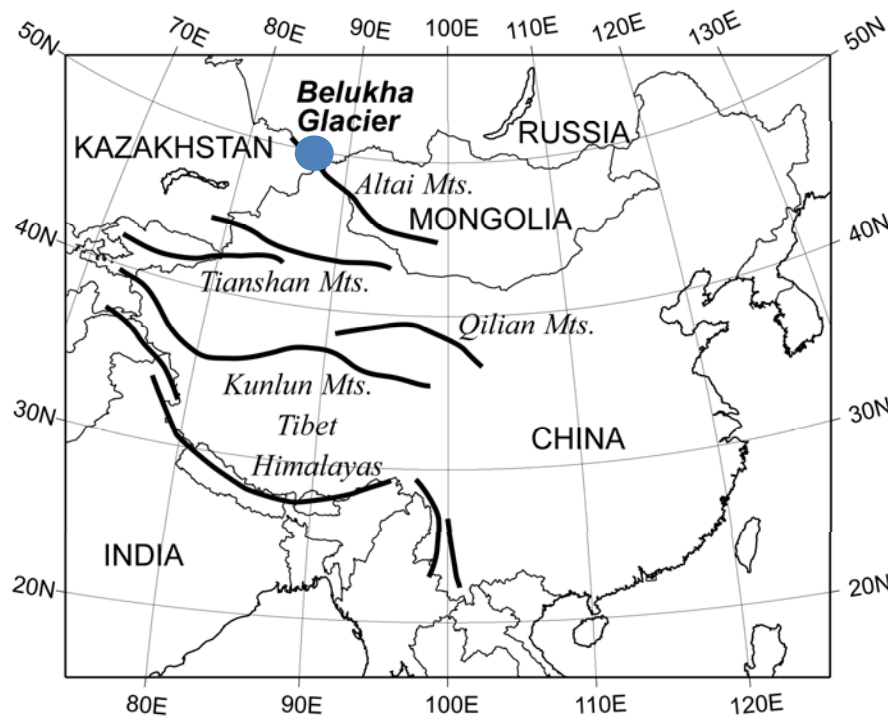 70E 80E 90E 100E 110E 120E 130E
50N 50N
Belukha
Glacier
KAZAKHSTAN
RUSSIA
Altai Mts.
MONGOLIA
40N 40N
Tianshan Mts.
Qilian Mts.
Kunlun Mts.
Tibet
30N 30N
CHINA
Himalayas
INDIA
20N 20N
80E 90E 100E 110E 120E